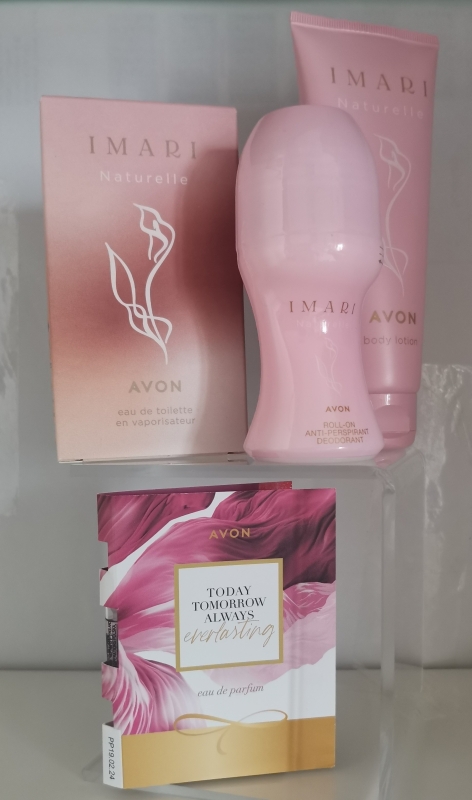 IMARI
Naturelle
AVON
eau de toilette
en vaporisateur
IMARI
AVON
ROLL-ON
ANTI-PERSPIRANT
DEODORANT
IMARI
Naturelle
AVON
body lotion
AVON
TODAY
TOMORROW
ALWAYS
everlasting
eau de parfum
PP19.02.24